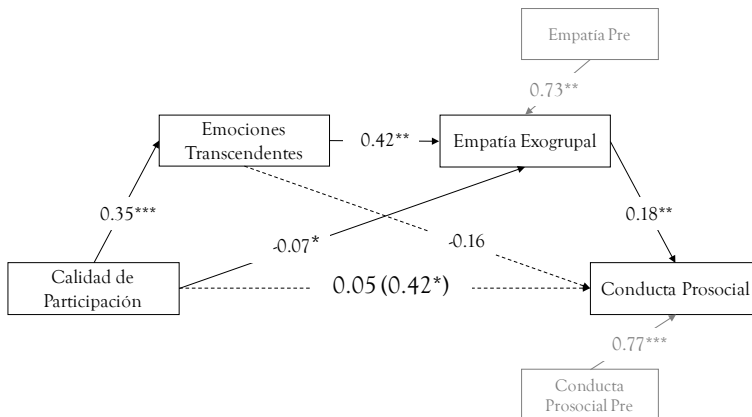 Empatía Pre
0.73**
Emociones
Transcendentes
0.42**
Empatía Exogrupal
0.35***
-0.07*
-0.16
0.18**
Calidad de
Participación
0.05 (0.42*)
Conducta Prosocial
0.77***
Conducta
Prosocial Pre